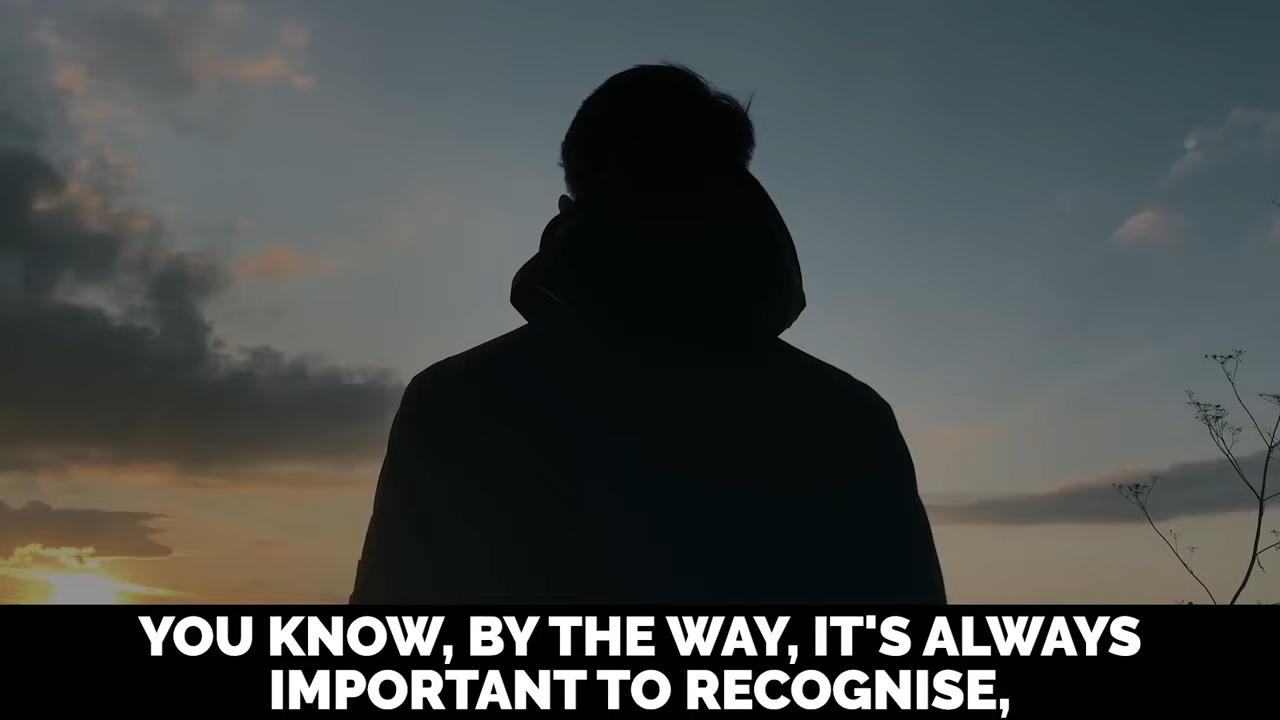 YOU KNOW, BY THE WAY, IT'S ALWAYS
IMPORTANT TO RECOGNISE,